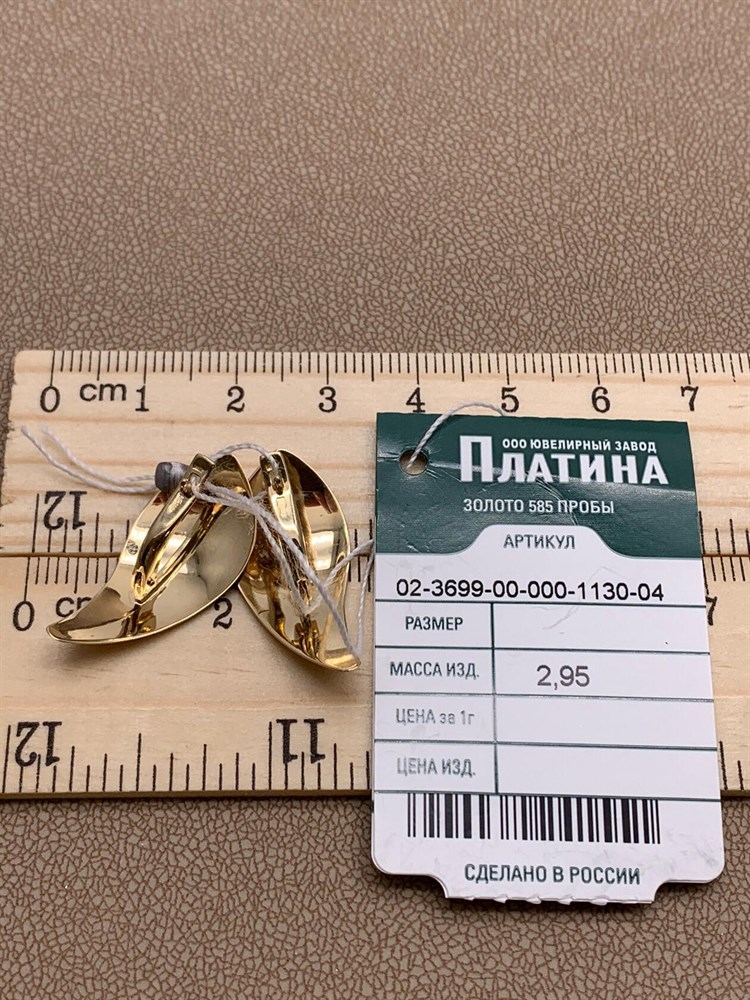 0 cm 1 2 3 4 5 6 7
ООО ЮВЕЛИРНЫЙ ЗАВОД
ПЛАТИНА
ЗОЛОТО 585 ПРОБЫ
АРТИКУЛ
02-3699-00-000-1130-04
РАЗМЕР
МАССА ИЗД. 2,95
ЦЕНА за 1г
ЦЕНА ИЗД.
СДЕЛАНО В РОССИИ
12
0 2
12 11